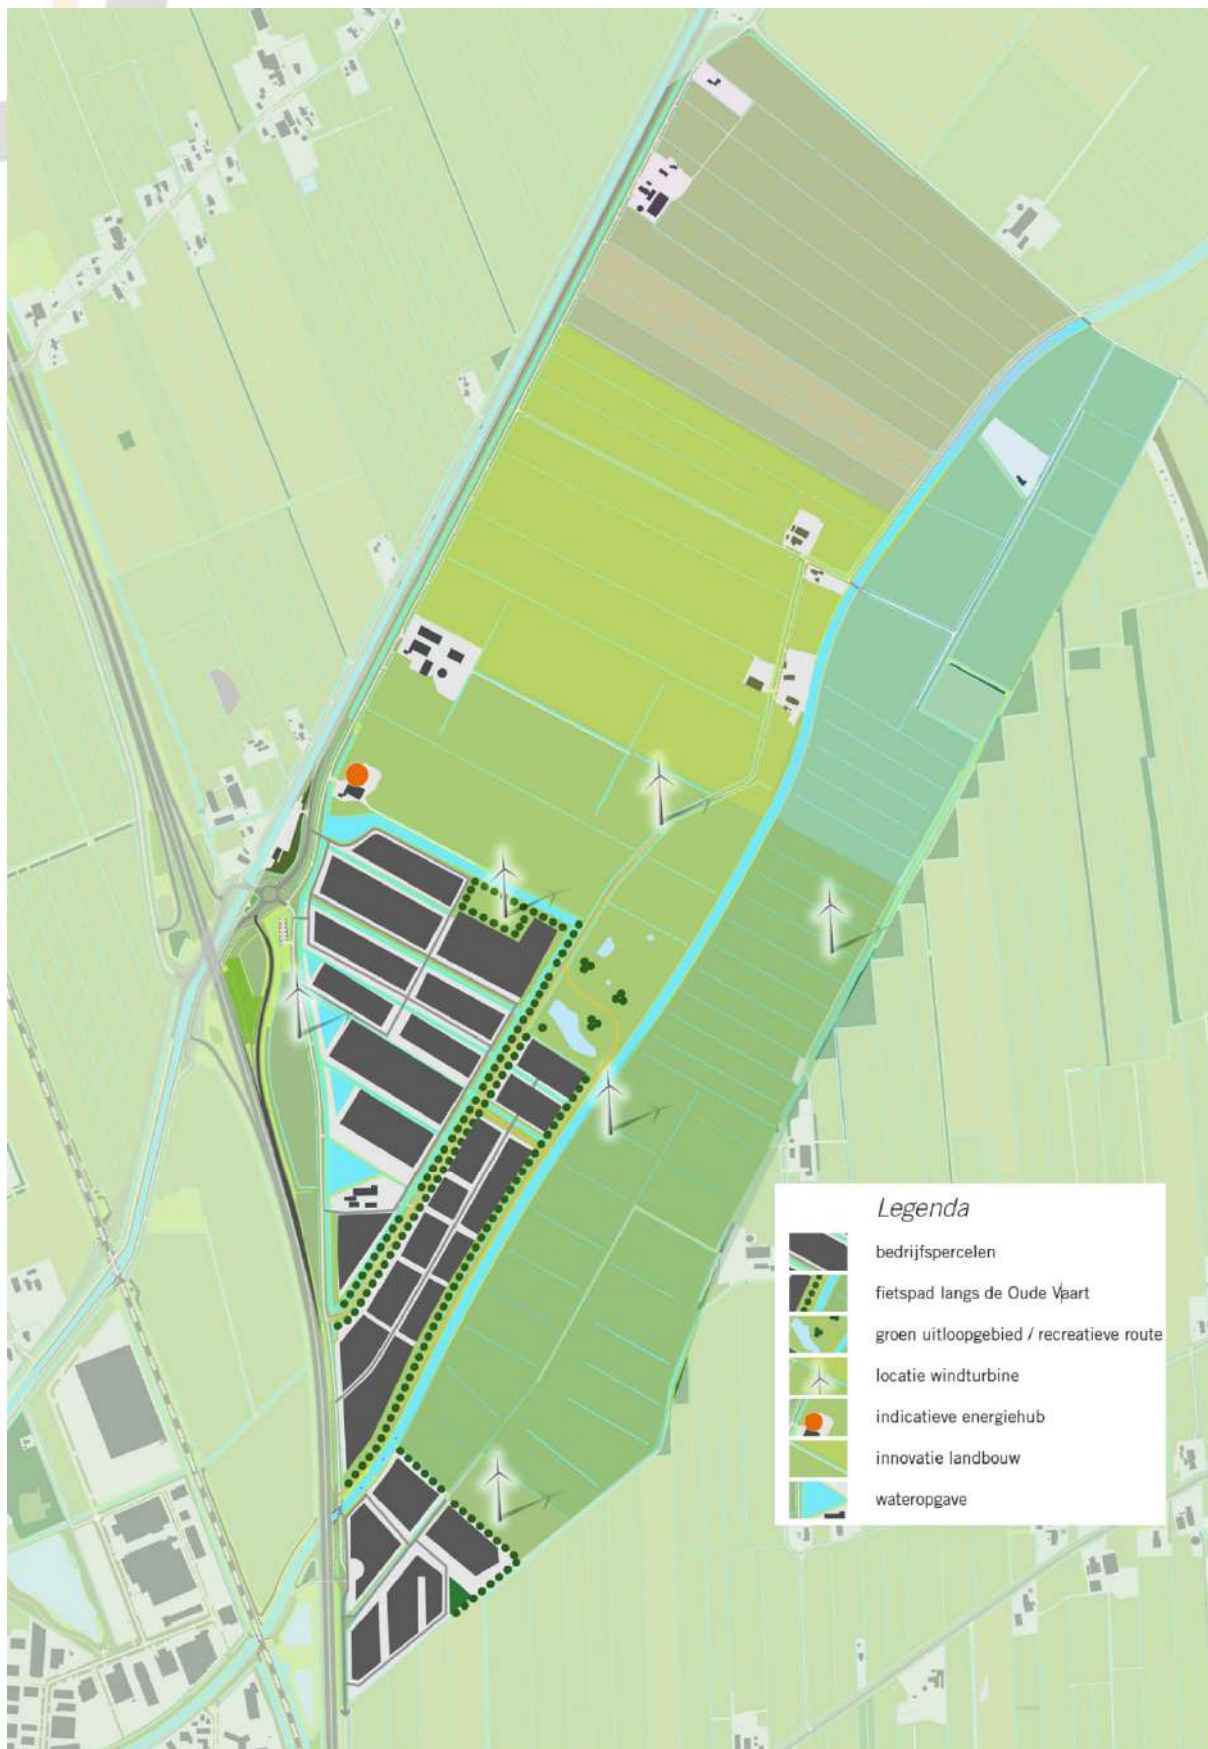 Legenda
bedrijfspercelen
fietspad langs de Oude Vaart
groen uitloopgebied / recreatieve route
locatie windturbine
indicatieve energiehub
innovatie landbouw
wateropgave